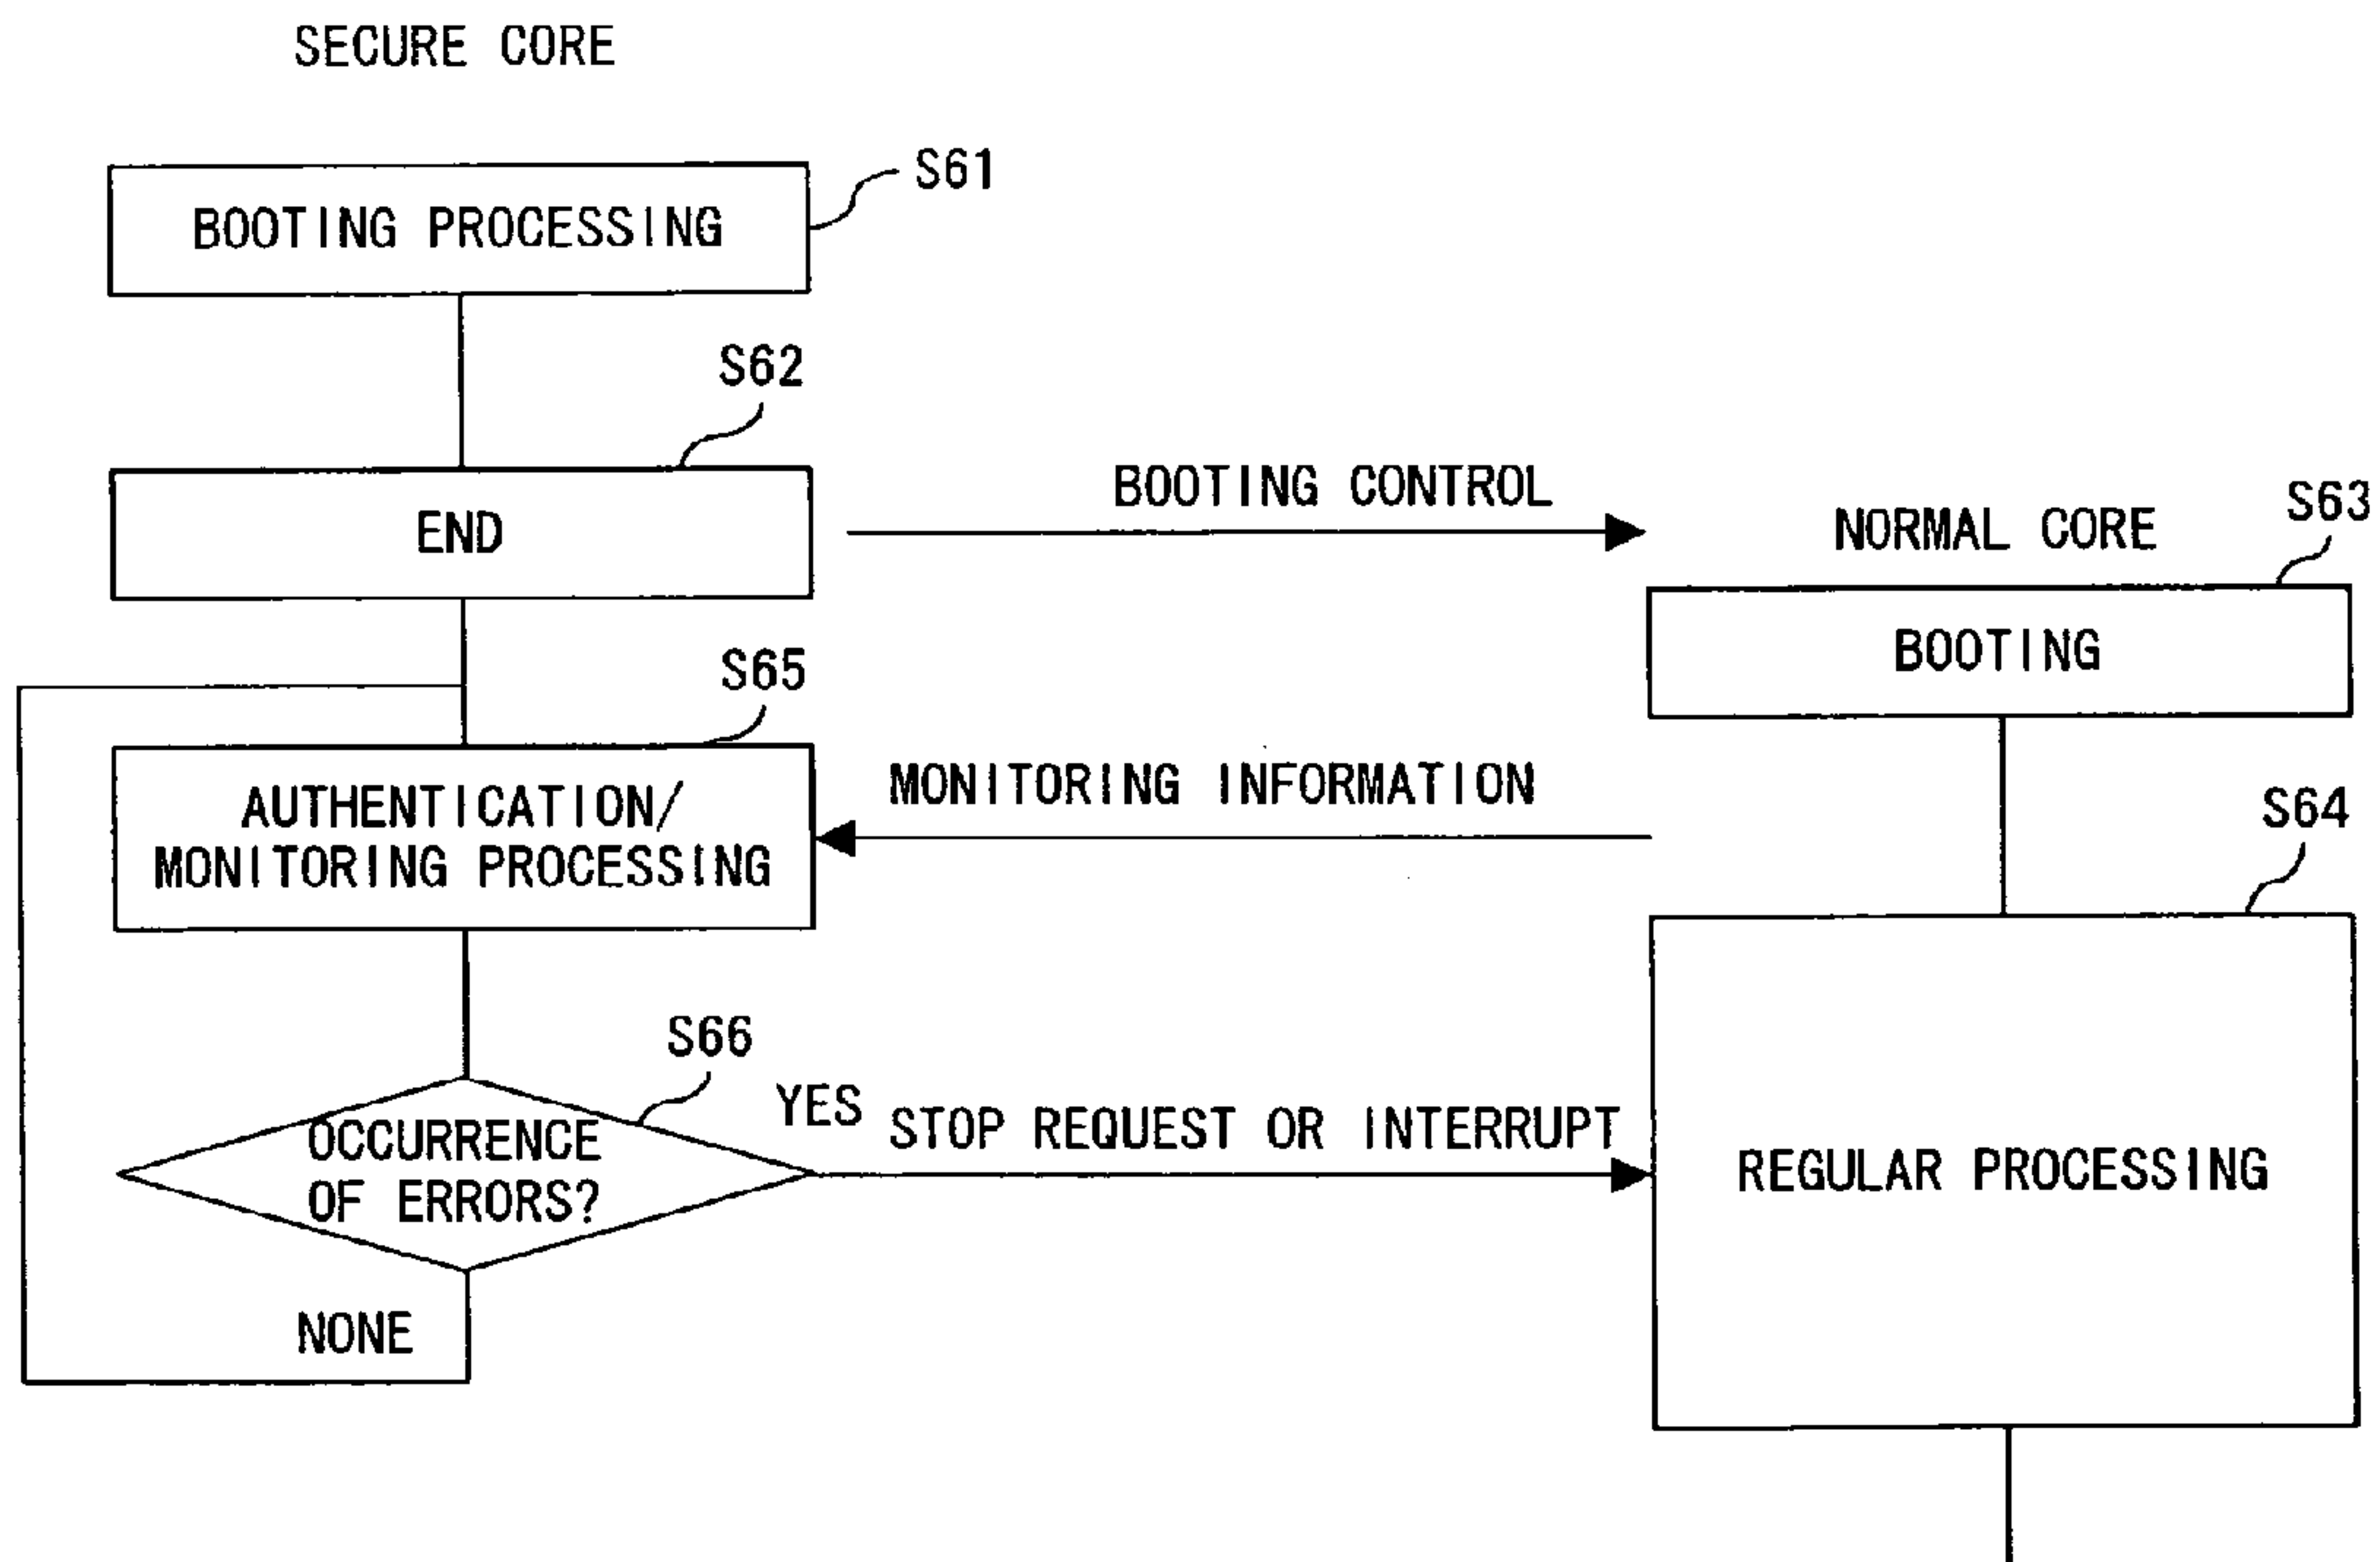 SECURE CORE
S61
BOOTING PROCESSING
S62
END
BOOTING CONTROL
NORMAL CORE
S63
BOOTING
S65
AUTHENTICATION/
MONITORING PROCESSING
MONITORING INFORMATION
S64
S66
OCCURRENCE
OF ERRORS?
YES
STOP REQUEST OR INTERRUPT
REGULAR PROCESSING
NONE